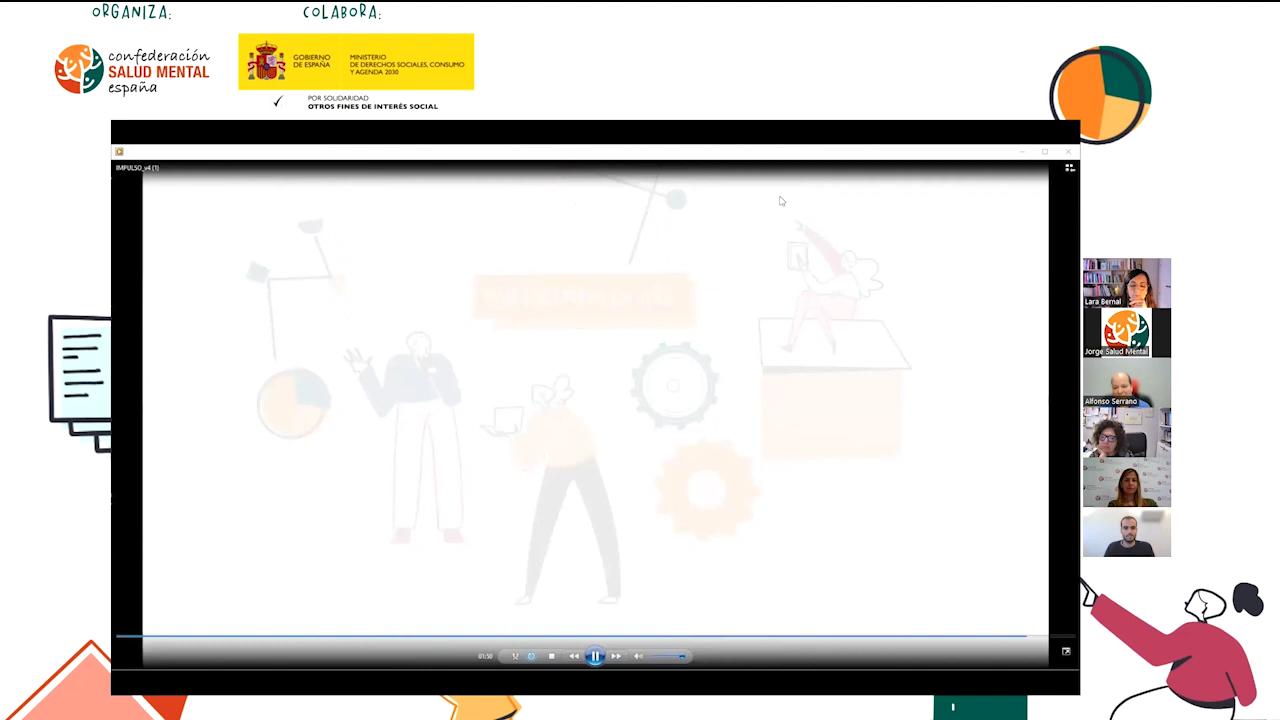 ORGANIZA:
COLABORA:
confederación
SALUD MENTAL
españa
GOBIERNO
DE ESPAÑA
MINISTERIO
DE DERECHOS SOCIALES, CONSUMO
Y AGENDA 2030
POR SOLIDARIDAD
OTROS FINES DE INTERÉS SOCIAL
IMPULSO_v4 (1)
Lara Bernal
Jorge Salud Mental
Alfonso Serrano
01:50